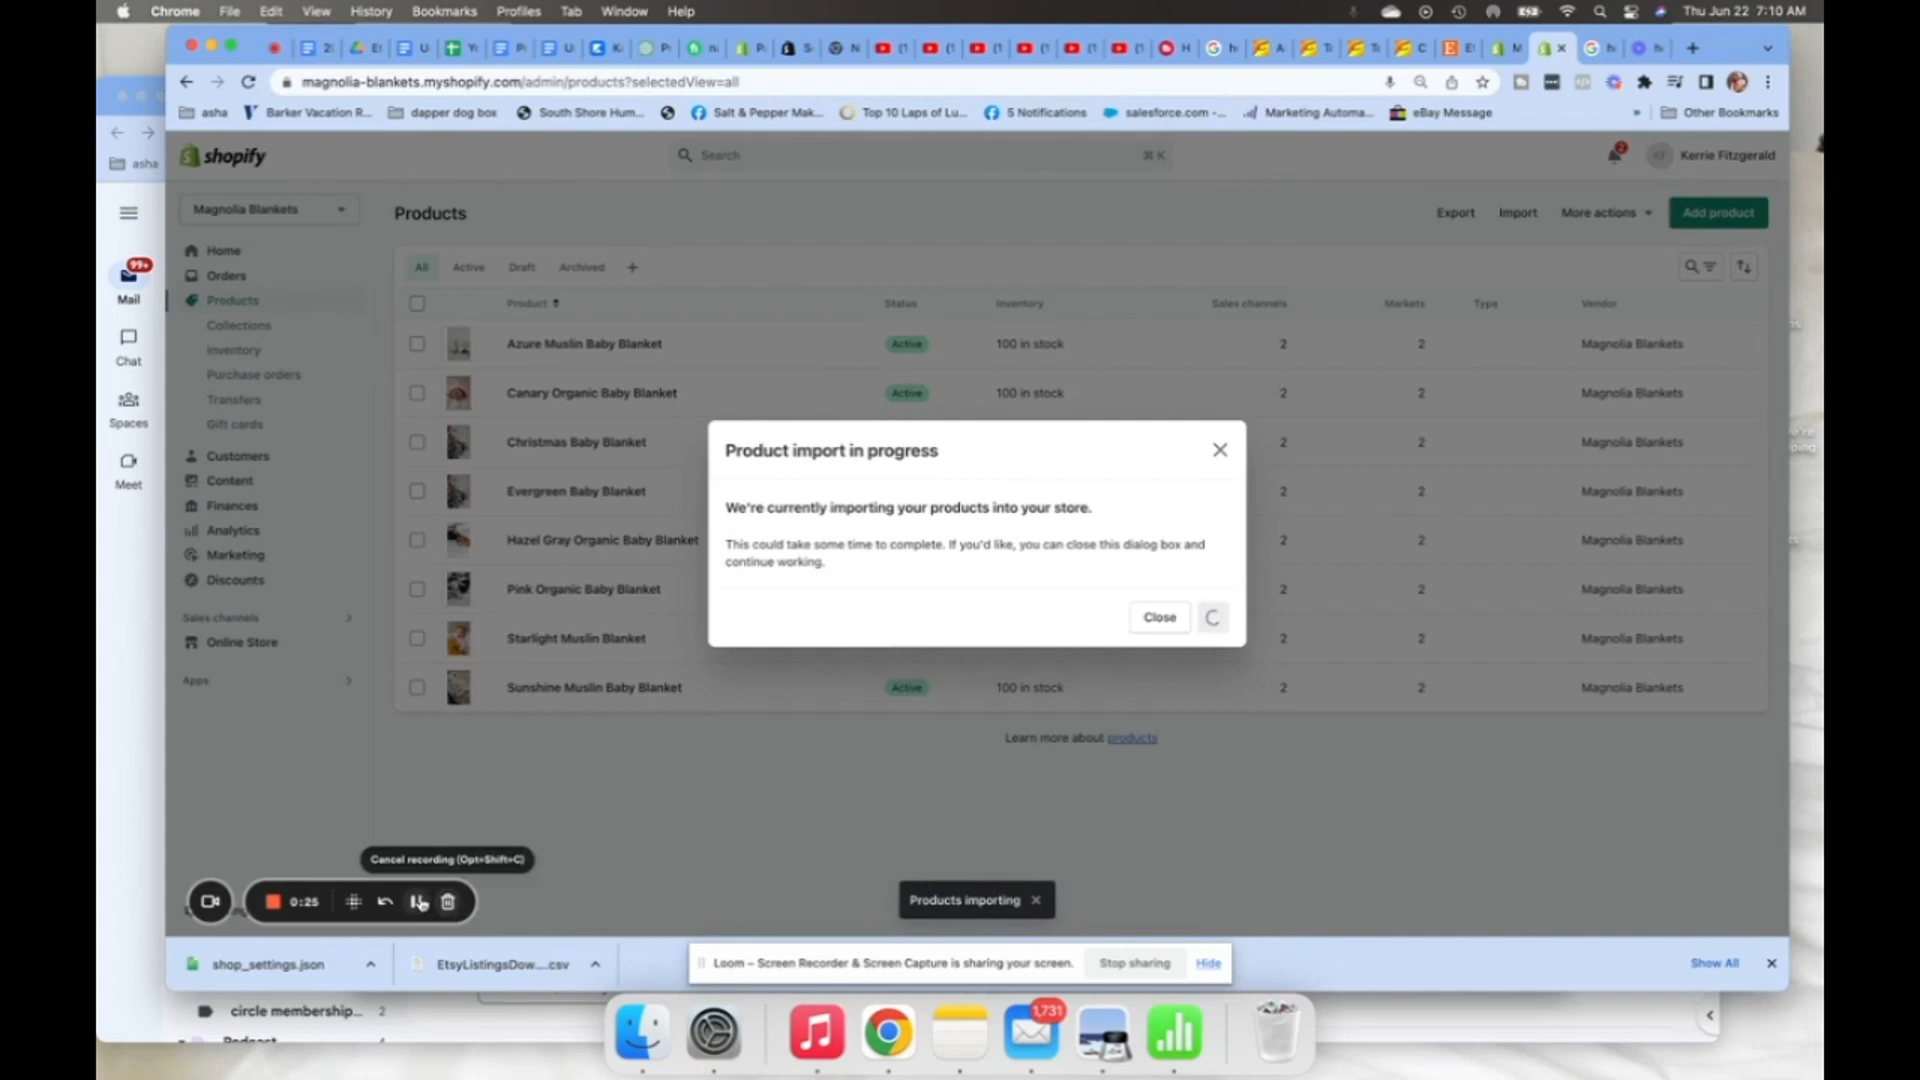 Chrome File Edit View History Bookmarks Profiles Tab Window Help Thu Jun 22 7:10 AM
magnolia-blankets.myshopify.com/admin/products?selectedView=all
asha Barker Vacation R... dapper dog box South Shore Hum... Salt & Pepper Mak... Top 10 Laps of Lu... 5 Notifications salesforce.com -... Marketing Automa... eBay Message » Other Bookmarks
asha
shopify Search ⌘ K 2 Kerrie Fitzgerald
Magnolia Blankets Products Export Import More actions Add product
Home
Orders
Products
Collections
Inventory
Purchase orders
Transfers
Gift cards
Customers
Content
Finances
Analytics
Marketing
Discounts
Sales channels
Online Store
Apps
99+
Mail
Chat
Spaces
Meet
All Active Draft Archived +
Product Status Inventory Sales channels Markets Type Vendor
Azure Muslin Baby Blanket Active 100 in stock 2 2 Magnolia Blankets
Canary Organic Baby Blanket Active 100 in stock 2 2 Magnolia Blankets
Christmas Baby Blanket 2 2 Magnolia Blankets
Evergreen Baby Blanket 2 2 Magnolia Blankets
Hazel Gray Organic Baby Blanket 2 2 Magnolia Blankets
Pink Organic Baby Blanket 2 2 Magnolia Blankets
Starlight Muslin Blanket 2 2 Magnolia Blankets
Sunshine Muslin Baby Blanket Active 100 in stock 2 2 Magnolia Blankets
Learn more about products
Product import in progress
We're currently importing your products into your store.
This could take some time to complete. If you'd like, you can close this dialog box and
continue working.
Close
Cancel recording (Opt+Shift+C)
0:25
Products importing
shop_settings.json EtsyListingsDow....csv Loom – Screen Recorder & Screen Capture is sharing your screen. Stop sharing Hide Show All
circle membership... 2
1,731